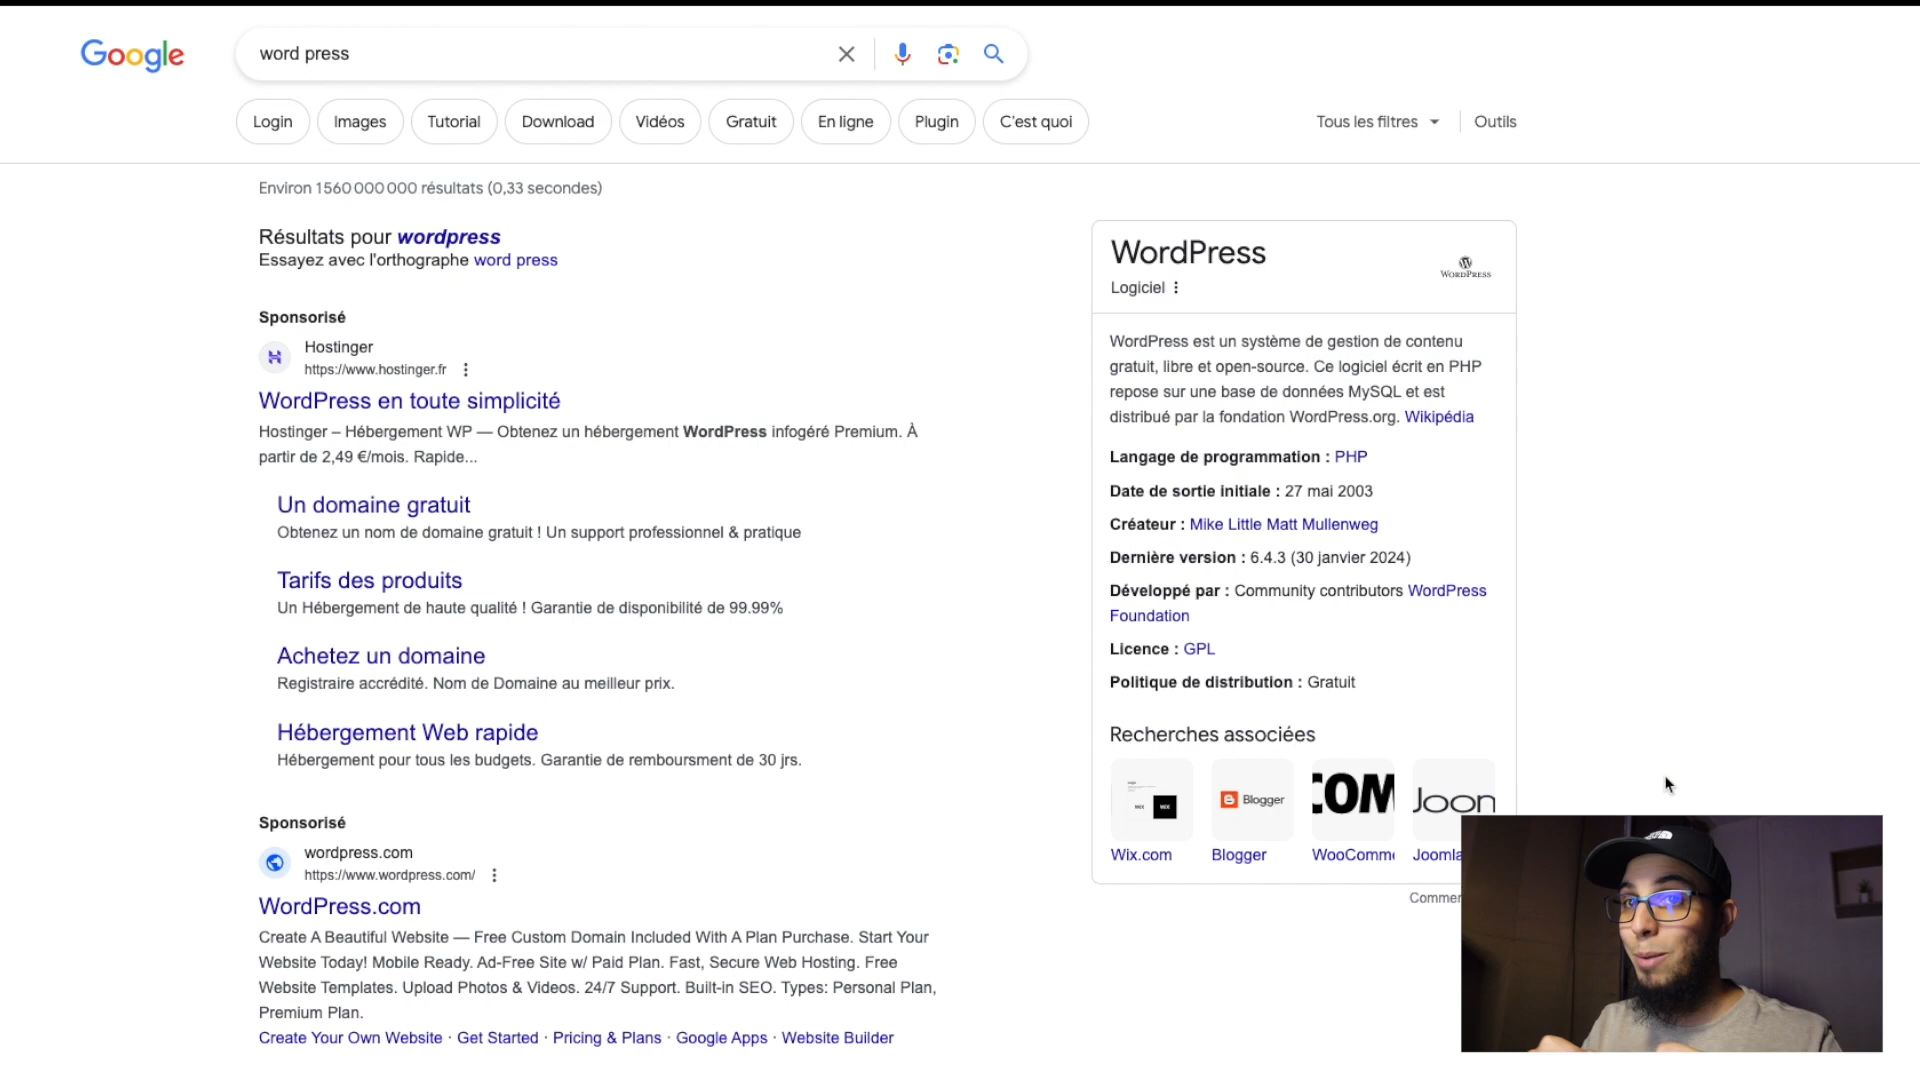 Google
word press
Login
Images
Tutorial
Download
Vidéos
Gratuit
En ligne
Plugin
C'est quoi
Tous les filtres
Outils
Environ 1 560 000 000 résultats (0,33 secondes)
Résultats pour wordpress
Essayez avec l'orthographe word press
Sponsorisé
Hostinger
https://www.hostinger.fr
WordPress en toute simplicité
Hostinger – Hébergement WP — Obtenez un hébergement WordPress infogéré Premium. À
partir de 2,49 €/mois. Rapide...
Un domaine gratuit
Obtenez un nom de domaine gratuit ! Un support professionnel & pratique
Tarifs des produits
Un Hébergement de haute qualité ! Garantie de disponibilité de 99.99%
Achetez un domaine
Registraire accrédité. Nom de Domaine au meilleur prix.
Hébergement Web rapide
Hébergement pour tous les budgets. Garantie de remboursment de 30 jrs.
Sponsorisé
wordpress.com
https://www.wordpress.com/
WordPress.com
Create A Beautiful Website — Free Custom Domain Included With A Plan Purchase. Start Your
Website Today! Mobile Ready. Ad-Free Site w/ Paid Plan. Fast, Secure Web Hosting. Free
Website Templates. Upload Photos & Videos. 24/7 Support. Built-in SEO. Types: Personal Plan,
Premium Plan.
Create Your Own Website · Get Started · Pricing & Plans · Google Apps · Website Builder
WordPress
Logiciel
WORDPRESS
WordPress est un système de gestion de contenu
gratuit, libre et open-source. Ce logiciel écrit en PHP
repose sur une base de données MySQL et est
distribué par la fondation WordPress.org. Wikipédia
Langage de programmation : PHP
Date de sortie initiale : 27 mai 2003
Créateur : Mike Little Matt Mullenweg
Dernière version : 6.4.3 (30 janvier 2024)
Développé par : Community contributors WordPress
Foundation
Licence : GPL
Politique de distribution : Gratuit
Recherches associées
WIX
WIX
Blogger
COM
Joon
Wix.com
Blogger
WooComme
Joomla
Commen